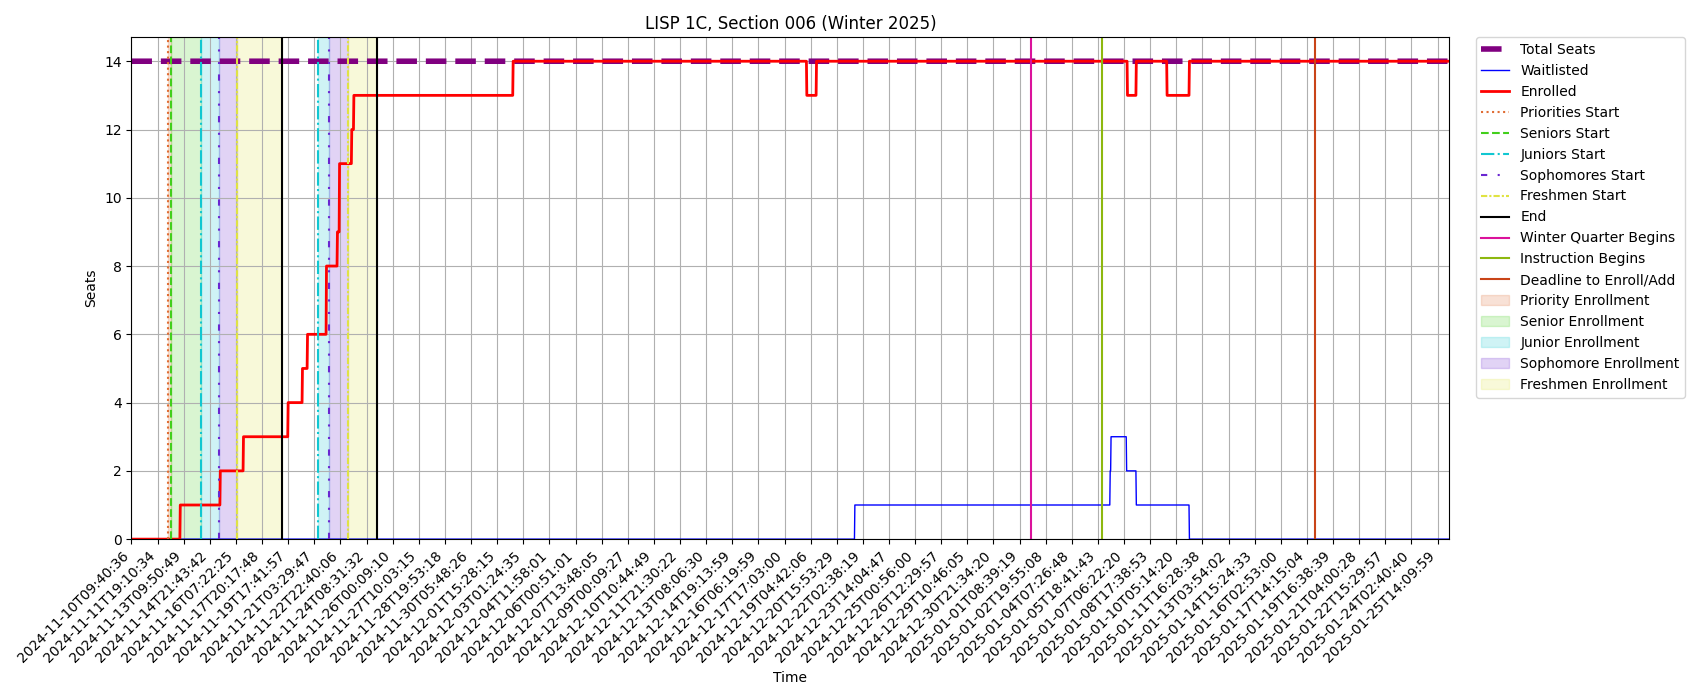 LISP 1C, Section 006 (Winter 2025)
Seats
14
12
10
8
6
4
2
0
2024-11-10T09:40:36
2024-11-11T19:10:34
2024-11-13T09:50:49
2024-11-14T21:43:42
2024-11-16T07:22:25
2024-11-17T20:17:48
2024-11-19T17:41:57
2024-11-21T03:29:47
2024-11-22T22:40:06
2024-11-24T08:31:32
2024-11-26T00:09:10
2024-11-27T10:03:15
2024-11-28T19:53:18
2024-11-30T05:48:26
2024-12-01T15:28:15
2024-12-03T01:24:35
2024-12-04T11:58:01
2024-12-06T00:51:01
2024-12-07T13:48:05
2024-12-09T00:09:27
2024-12-10T10:44:49
2024-12-11T21:30:22
2024-12-13T08:06:30
2024-12-14T19:13:59
2024-12-16T06:19:59
2024-12-17T17:03:00
2024-12-19T04:42:06
2024-12-20T15:53:29
2024-12-22T02:38:19
2024-12-23T14:04:47
2024-12-25T00:56:00
2024-12-26T12:29:57
2024-12-29T10:46:05
2024-12-30T21:34:20
2025-01-01T08:39:19
2025-01-02T19:55:08
2025-01-04T07:26:48
2025-01-05T18:41:43
2025-01-07T06:22:20
2025-01-08T17:38:53
2025-01-10T05:14:20
2025-01-11T16:28:38
2025-01-13T03:54:02
2025-01-14T15:24:33
2025-01-16T02:53:00
2025-01-17T14:15:04
2025-01-19T16:38:39
2025-01-21T04:00:28
2025-01-22T15:29:57
2025-01-24T02:40:40
2025-01-25T14:09:59
Time
Total Seats
Waitlisted
Enrolled
Priorities Start
Seniors Start
Juniors Start
Sophomores Start
Freshmen Start
End
Winter Quarter Begins
Instruction Begins
Deadline to Enroll/Add
Priority Enrollment
Senior Enrollment
Junior Enrollment
Sophomore Enrollment
Freshmen Enrollment